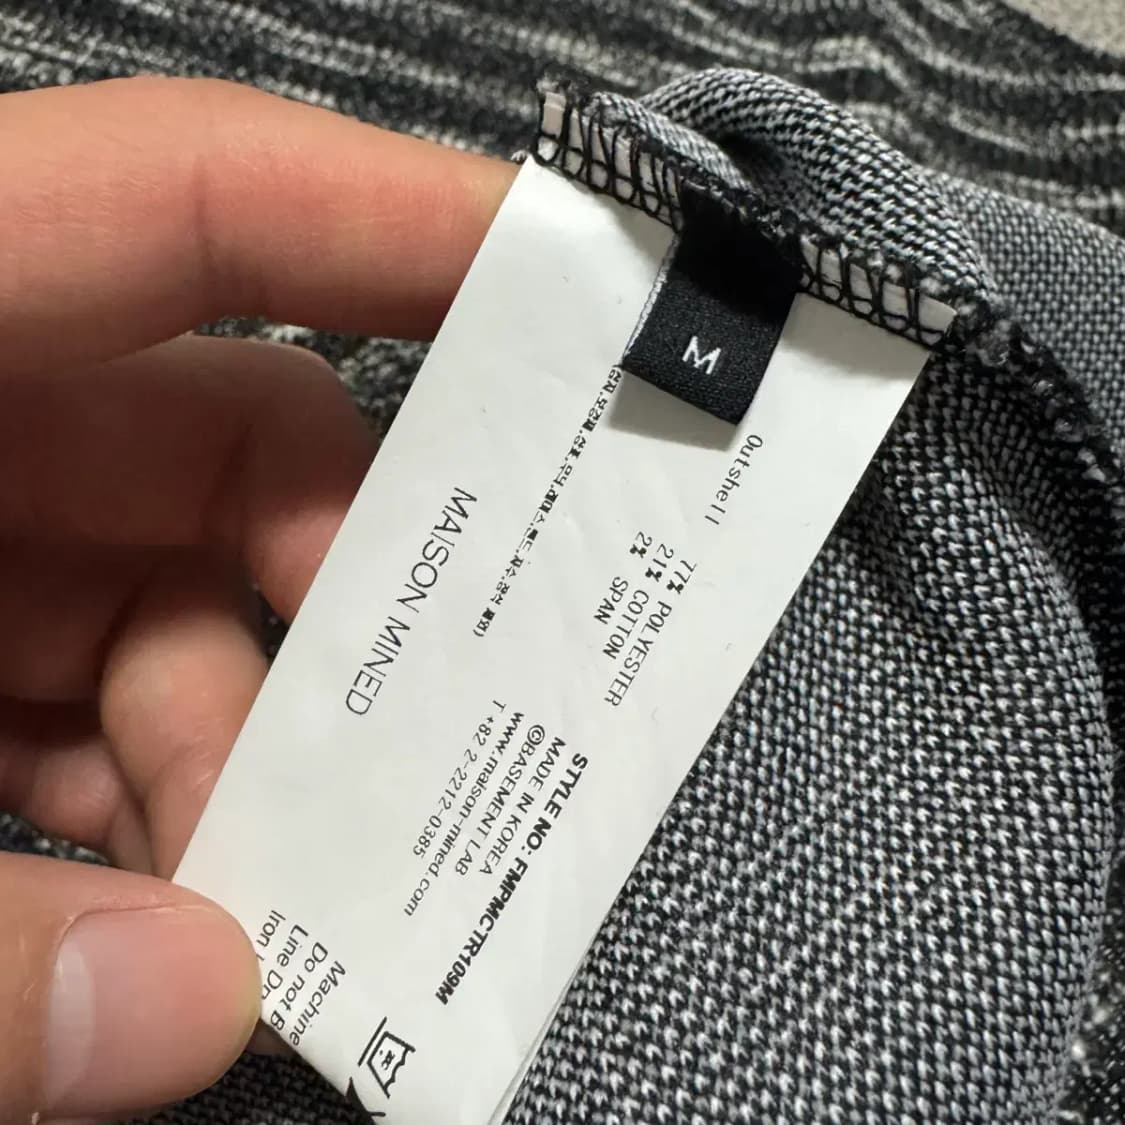 M
Outshell
77% POLYESTER
21% COTTON
2% SPAN
MAISON MINED
STYLE NO: FMPMCTR109M
MADE IN KOREA
©BASEMENT LAB
www.maison-mined.com
T +82 2-2212-0385
Machine
Do not
Line
Iron